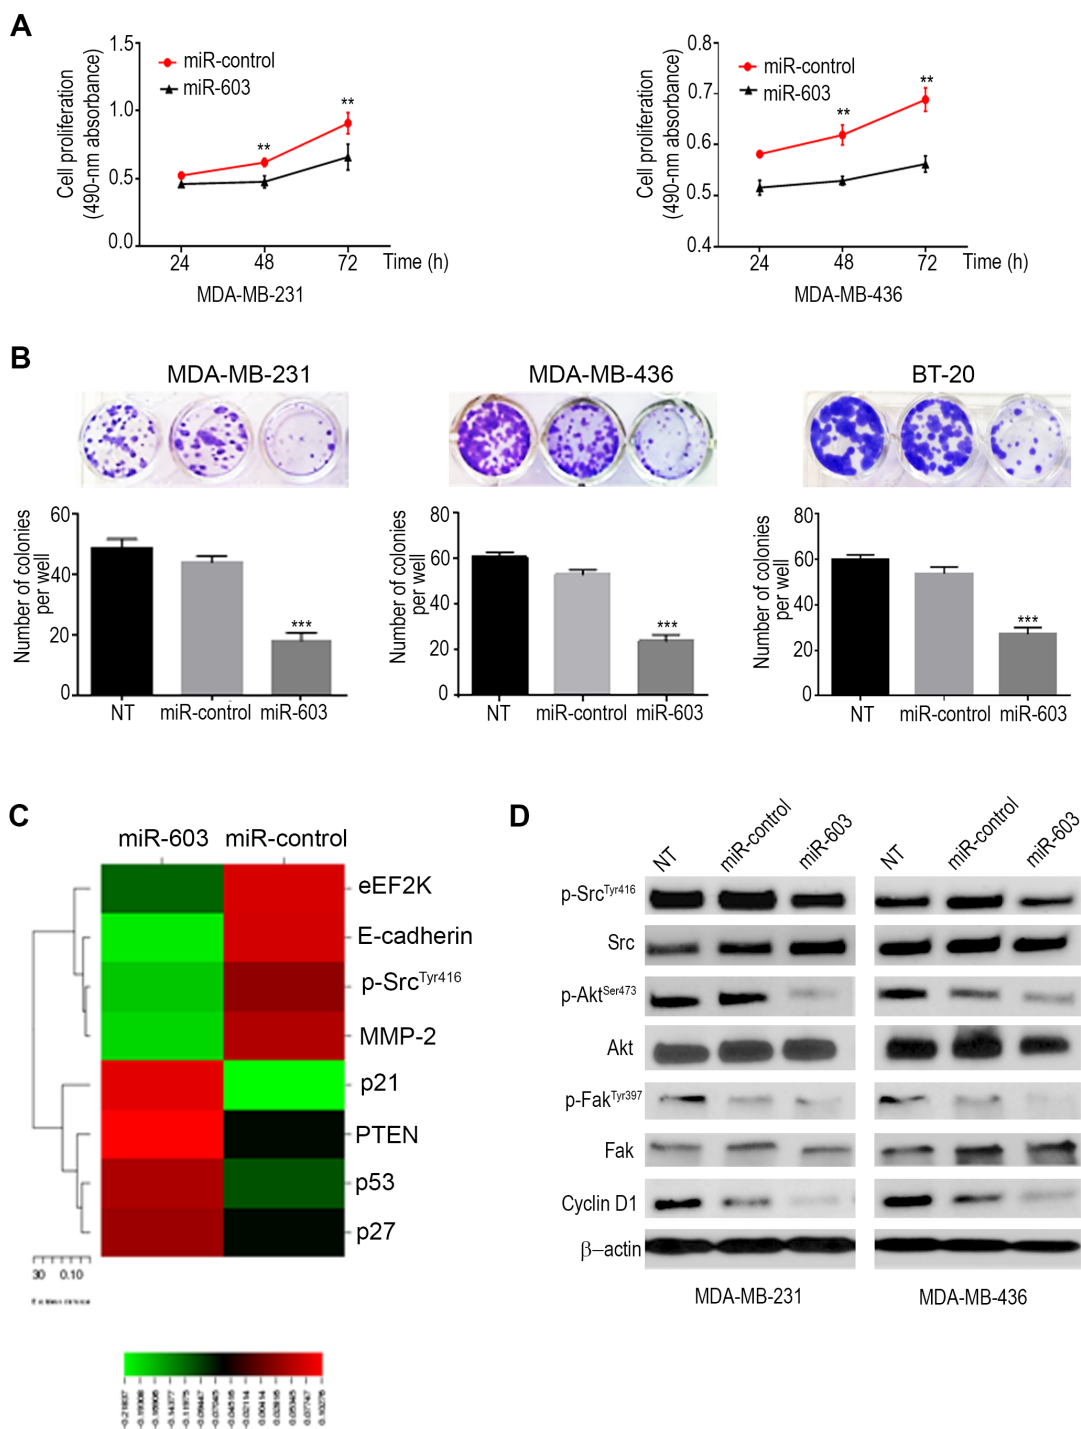 A
1.5
1.0
0.5
0.0
Cell proliferation
(490-nm absorbance)
miR-control
miR-603
**
**
24 48 72 Time (h)
MDA-MB-231
0.8
0.7
0.6
0.5
0.4
Cell proliferation
(490-nm absorbance)
miR-control
miR-603
**
**
24 48 72 Time (h)
MDA-MB-436
B
MDA-MB-231
MDA-MB-436
BT-20
Number of colonies
per well
60
40
20
0
***
NT miR-control miR-603
Number of colonies
per well
80
60
40
20
0
***
NT miR-control miR-603
Number of colonies
per well
80
60
40
20
0
***
NT miR-control miR-603
C
miR-603 miR-control
eEF2K
E-cadherin
p-SrcTyr416
MMP-2
p21
PTEN
p53
p27
30 0.10
D
NT miR-control miR-603
NT miR-control miR-603
p-SrcTyr416
Src
p-AktSer473
Akt
p-FakTyr397
Fak
Cyclin D1
β–actin
MDA-MB-231
MDA-MB-436